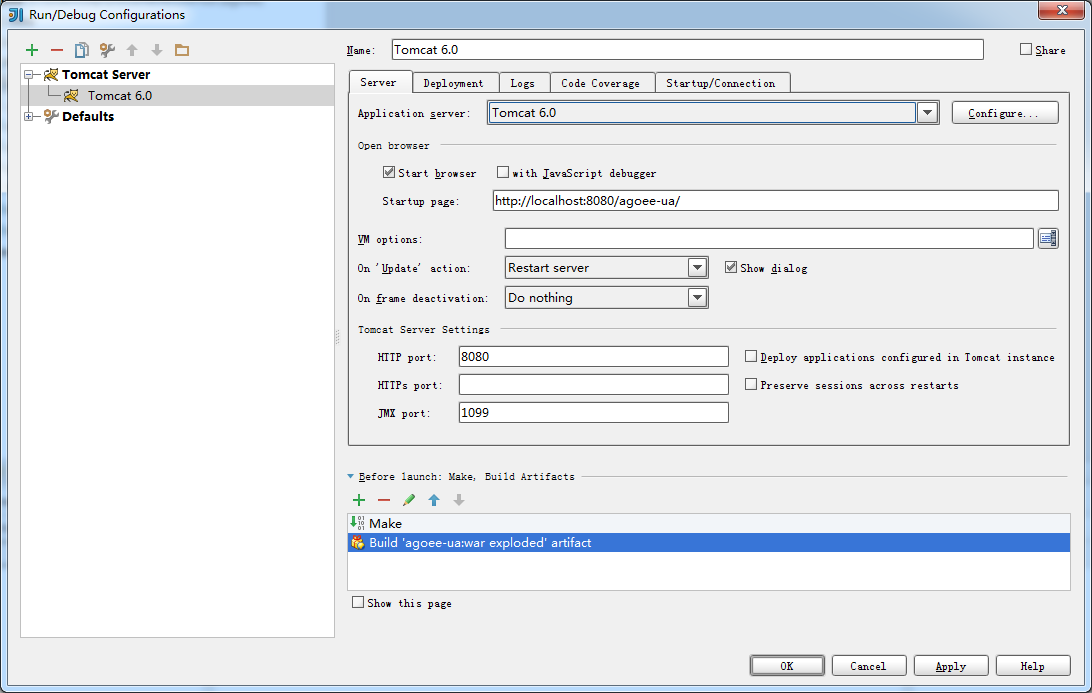 Run/Debug Configurations
Name: Tomcat 6.0 Share
Tomcat Server
Tomcat 6.0
Defaults
Server Deployment Logs Code Coverage Startup/Connection
Application server: Tomcat 6.0 Configure...
Open browser
Start browser with JavaScript debugger
Startup page: http://localhost:8080/agoee-ua/
VM options:
On 'Update' action: Restart server Show dialog
On frame deactivation: Do nothing
Tomcat Server Settings
HTTP port: 8080 Deploy applications configured in Tomcat instance
HTTPs port: Preserve sessions across restarts
JMX port: 1099
Before launch: Make, Build Artifacts
Make
Build 'agoee-ua:war exploded' artifact
Show this page
OK Cancel Apply Help